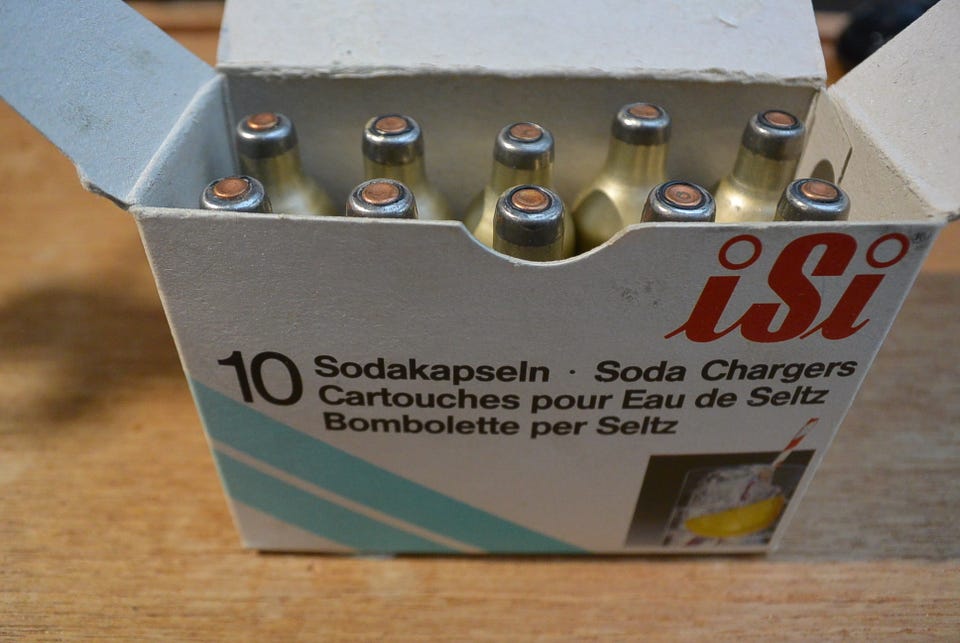 iSi
10 Sodakapseln · Soda Chargers
Cartouches pour Eau de Seltz
Bombolette per Seltz